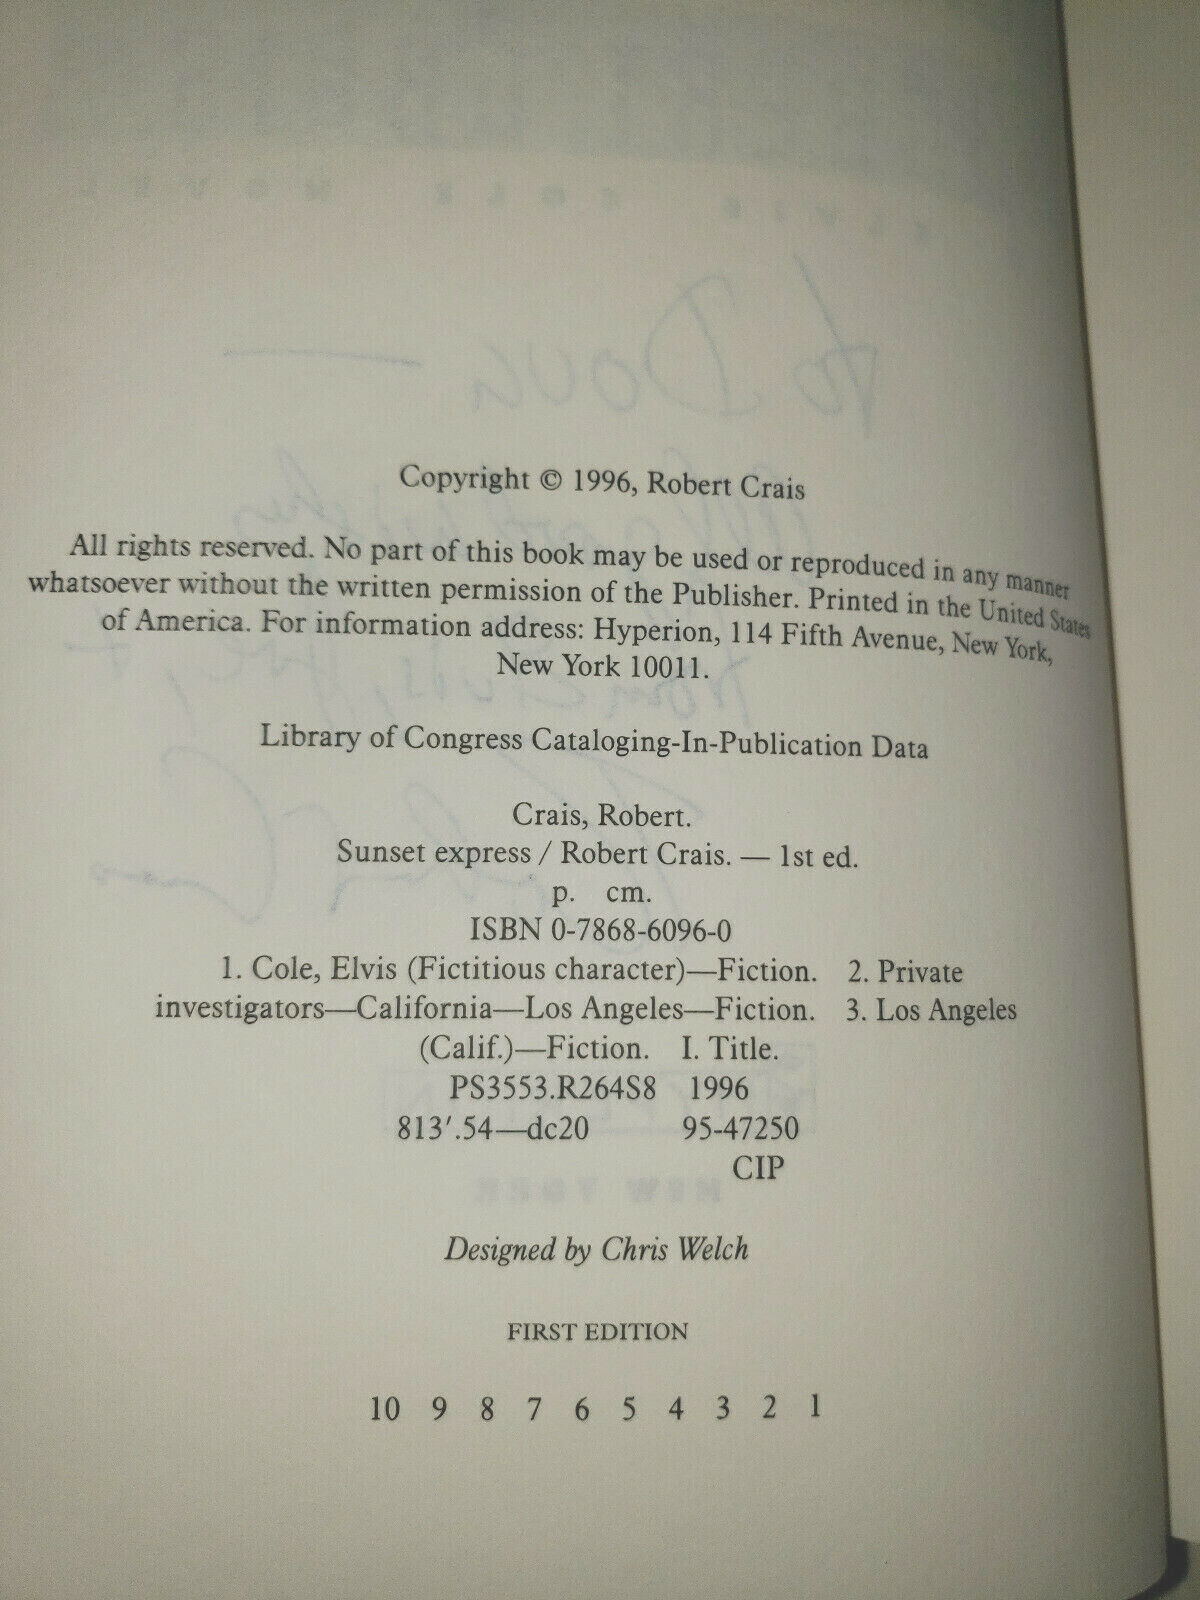 Copyright © 1996, Robert Crais
All rights reserved. No part of this book may be used or reproduced in any manner
whatsoever without the written permission of the Publisher. Printed in the United States
of America. For information address: Hyperion, 114 Fifth Avenue, New York,
New York 10011.
Library of Congress Cataloging-In-Publication Data
Crais, Robert.
Sunset express / Robert Crais. — 1st ed.
p. cm.
ISBN 0-7868-6096-0
1. Cole, Elvis (Fictitious character)—Fiction. 2. Private
investigators—California—Los Angeles—Fiction. 3. Los Angeles
(Calif.)—Fiction. I. Title.
PS3553.R264S8 1996
813′.54—dc20 95-47250
CIP
Designed by Chris Welch
FIRST EDITION
10 9 8 7 6 5 4 3 2 1